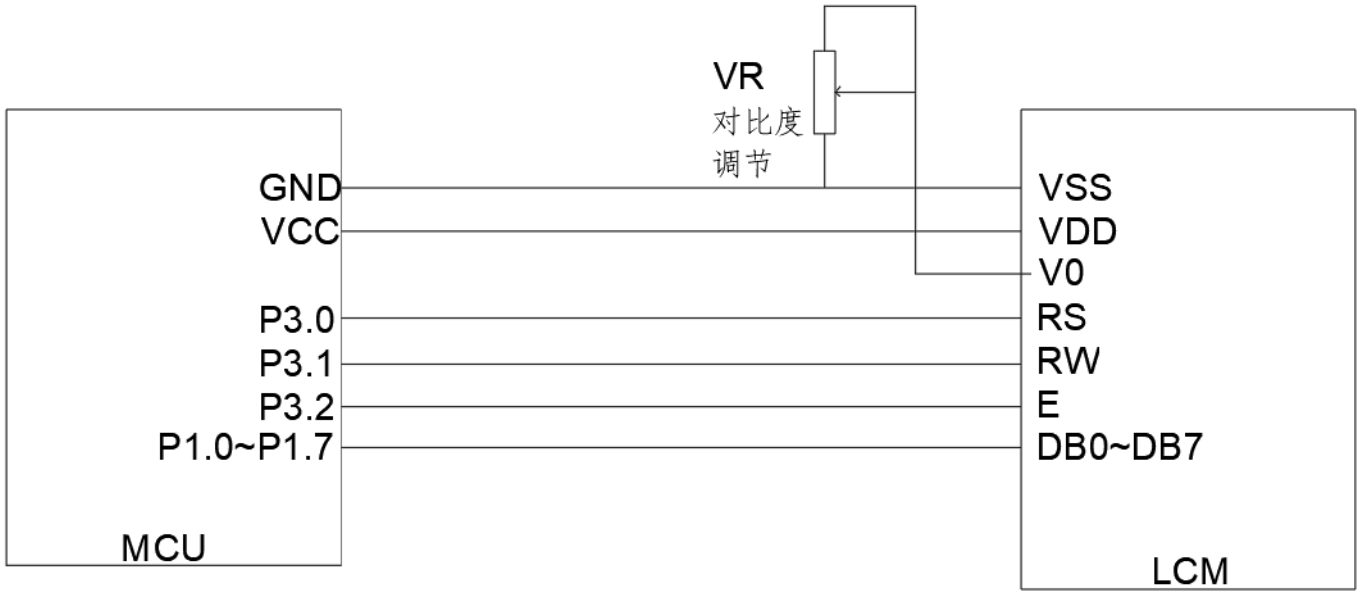 VR
对比度
调节
GND
VCC
P3.0
P3.1
P3.2
P1.0~P1.7
MCU
VSS
VDD
V0
RS
RW
E
DB0~DB7
LCM